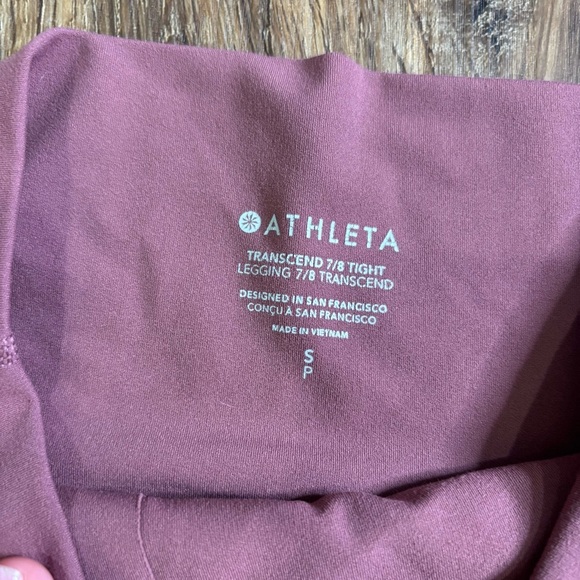 ATHLETA
TRANSCEND 7/8 TIGHT
LEGGING 7/8 TRANSCEND
DESIGNED IN SAN FRANCISCO
CONÇU À SAN FRANCISCO
MADE IN VIETNAM
S
P